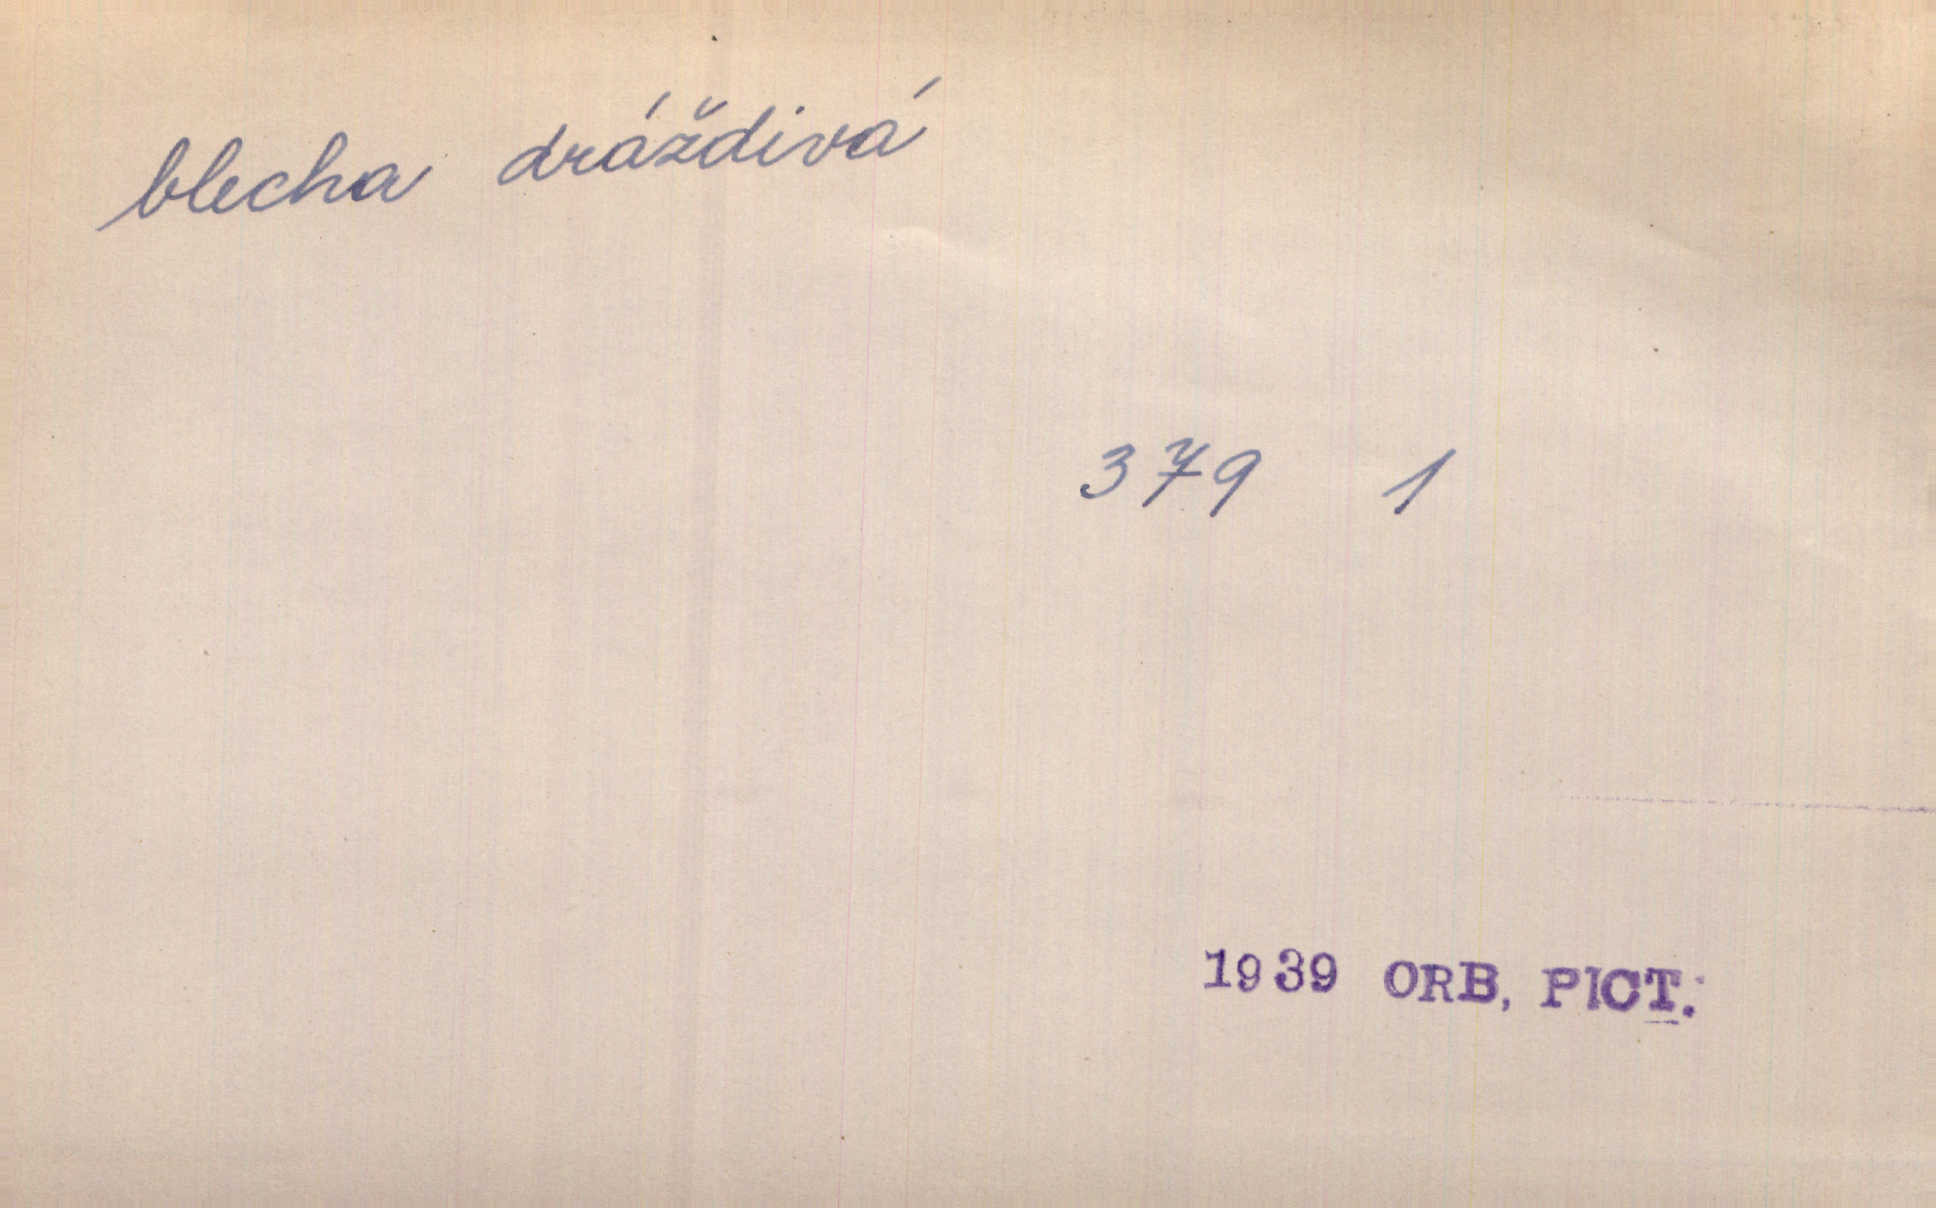 blecha dráždivá
379 1
1939 ORB, PICT.